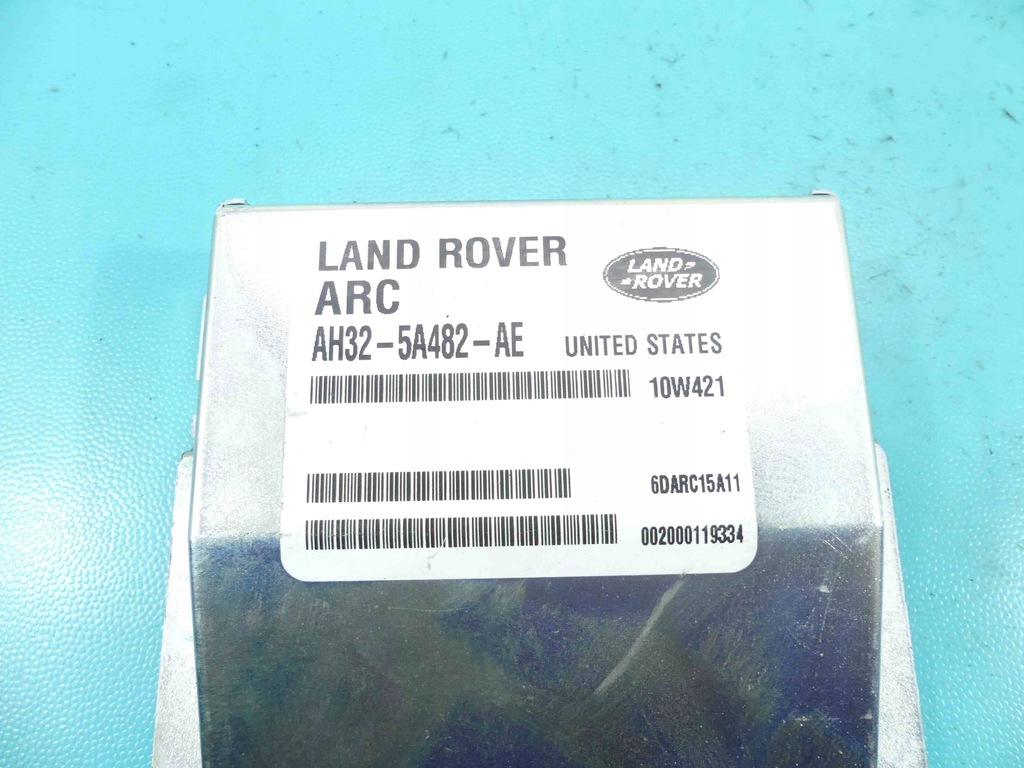 LAND ROVER
LAND
ROVER
ARC
AH32-5A482-AE UNITED STATES
10W421
6DARC15A11
002000119334